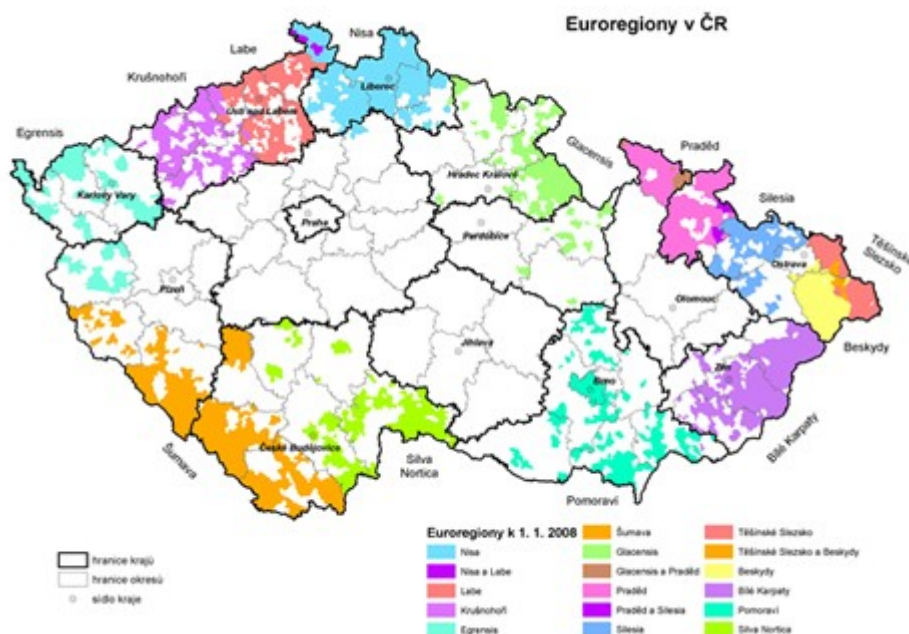 Euroregiony v ČR
Nisa
Labe
Krušnohoří
Liberec
Ústí nad Labem
Egrensis
Karlovy Vary
Glacensis
Praděd
Hradec Králové
Silesia
Praha
Pardubice
Těšínské
Slezsko
Ostrava
Plzeň
Olomouc
Jihlava
Beskydy
Brno
Zlín
České Budějovice
Šumava
Silva
Nortica
Bílé Karpaty
Pomoraví
hranice krajů
hranice okresů
sídlo kraje
Euroregiony k 1. 1. 2008
Nisa
Nisa a Labe
Labe
Krušnohoří
Egrensis
Šumava
Glacensis
Glacensis a Praděd
Praděd
Praděd a Silesia
Silesia
Těšínské Slezsko
Těšínské Slezsko a Beskydy
Beskydy
Bílé Karpaty
Pomoraví
Silva Nortica